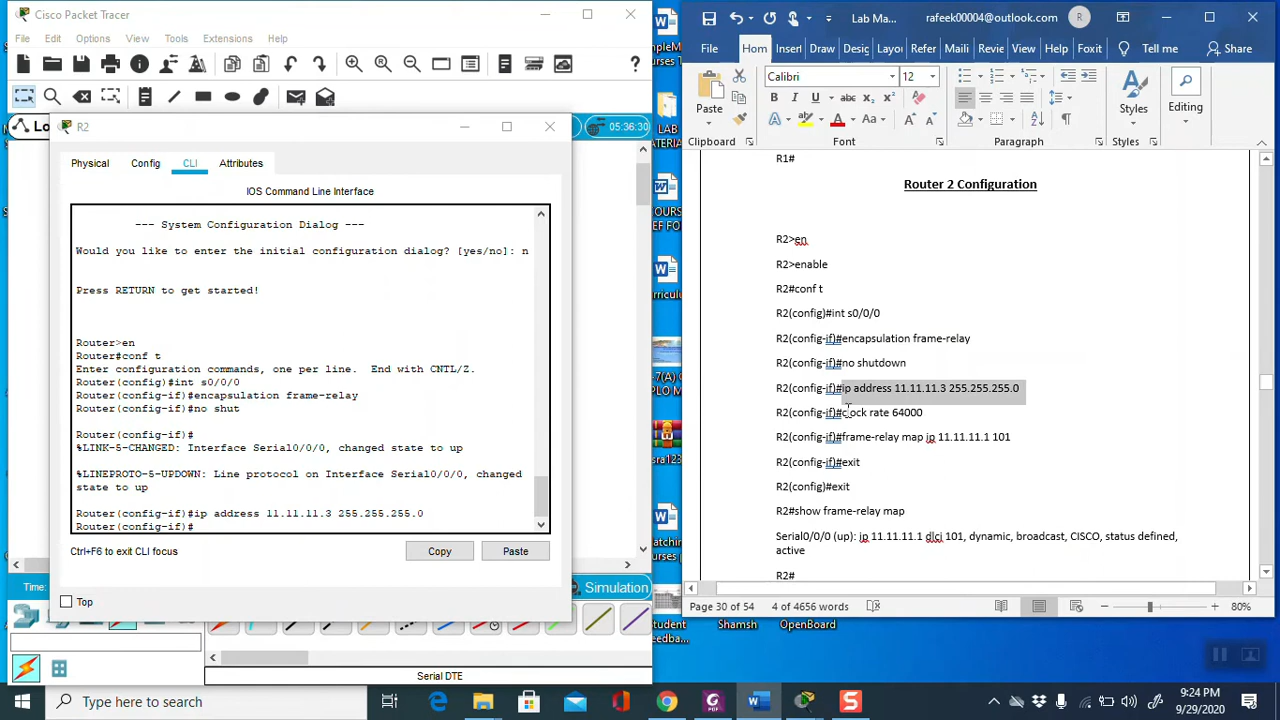 Cisco Packet Tracer
File Edit Options View Tools Extensions Help
?
Lo
05:36:30
R2
Physical Config CLI Attributes
IOS Command Line Interface
--- System Configuration Dialog ---
Would you like to enter the initial configuration dialog? [yes/no]: n
Press RETURN to get started!
Router>en
Router#conf t
Enter configuration commands, one per line. End with CNTL/Z.
Router(config)#int s0/0/0
Router(config-if)#encapsulation frame-relay
Router(config-if)#no shut
Router(config-if)#
%LINK-5-CHANGED: Interface Serial0/0/0, changed state to up
%LINEPROTO-5-UPDOWN: Line protocol on Interface Serial0/0/0, changed
state to up
Router(config-if)#ip address 11.11.11.3 255.255.255.0
Router(config-if)#
Ctrl+F6 to exit CLI focus
Copy Paste
Top
Time:
Simulation
Serial DTE
Lab Ma...
rafeek00004@outlook.com
R
File Hom Insert Draw Desig Layou Refer Maili Revie View Help Foxit Tell me Share
Paste
Calibri 12
Styles
Editing
Clipboard Font Paragraph Styles
R1#
Router 2 Configuration
R2>en
R2>enable
R2#conf t
R2(config)#int s0/0/0
R2(config-if)#encapsulation frame-relay
R2(config-if)#no shutdown
R2(config-if)#ip address 11.11.11.3 255.255.255.0
R2(config-if)#clock rate 64000
R2(config-if)#frame-relay map ip 11.11.11.1 101
R2(config-if)#exit
R2(config)#exit
R2#show frame-relay map
Serial0/0/0 (up): ip 11.11.11.1 dlci 101, dynamic, broadcast, CISCO, status defined,
active
R2#
Page 30 of 54 4 of 4656 words
80%
Shamsh
OpenBoard
Type here to search
9:24 PM
9/29/2020